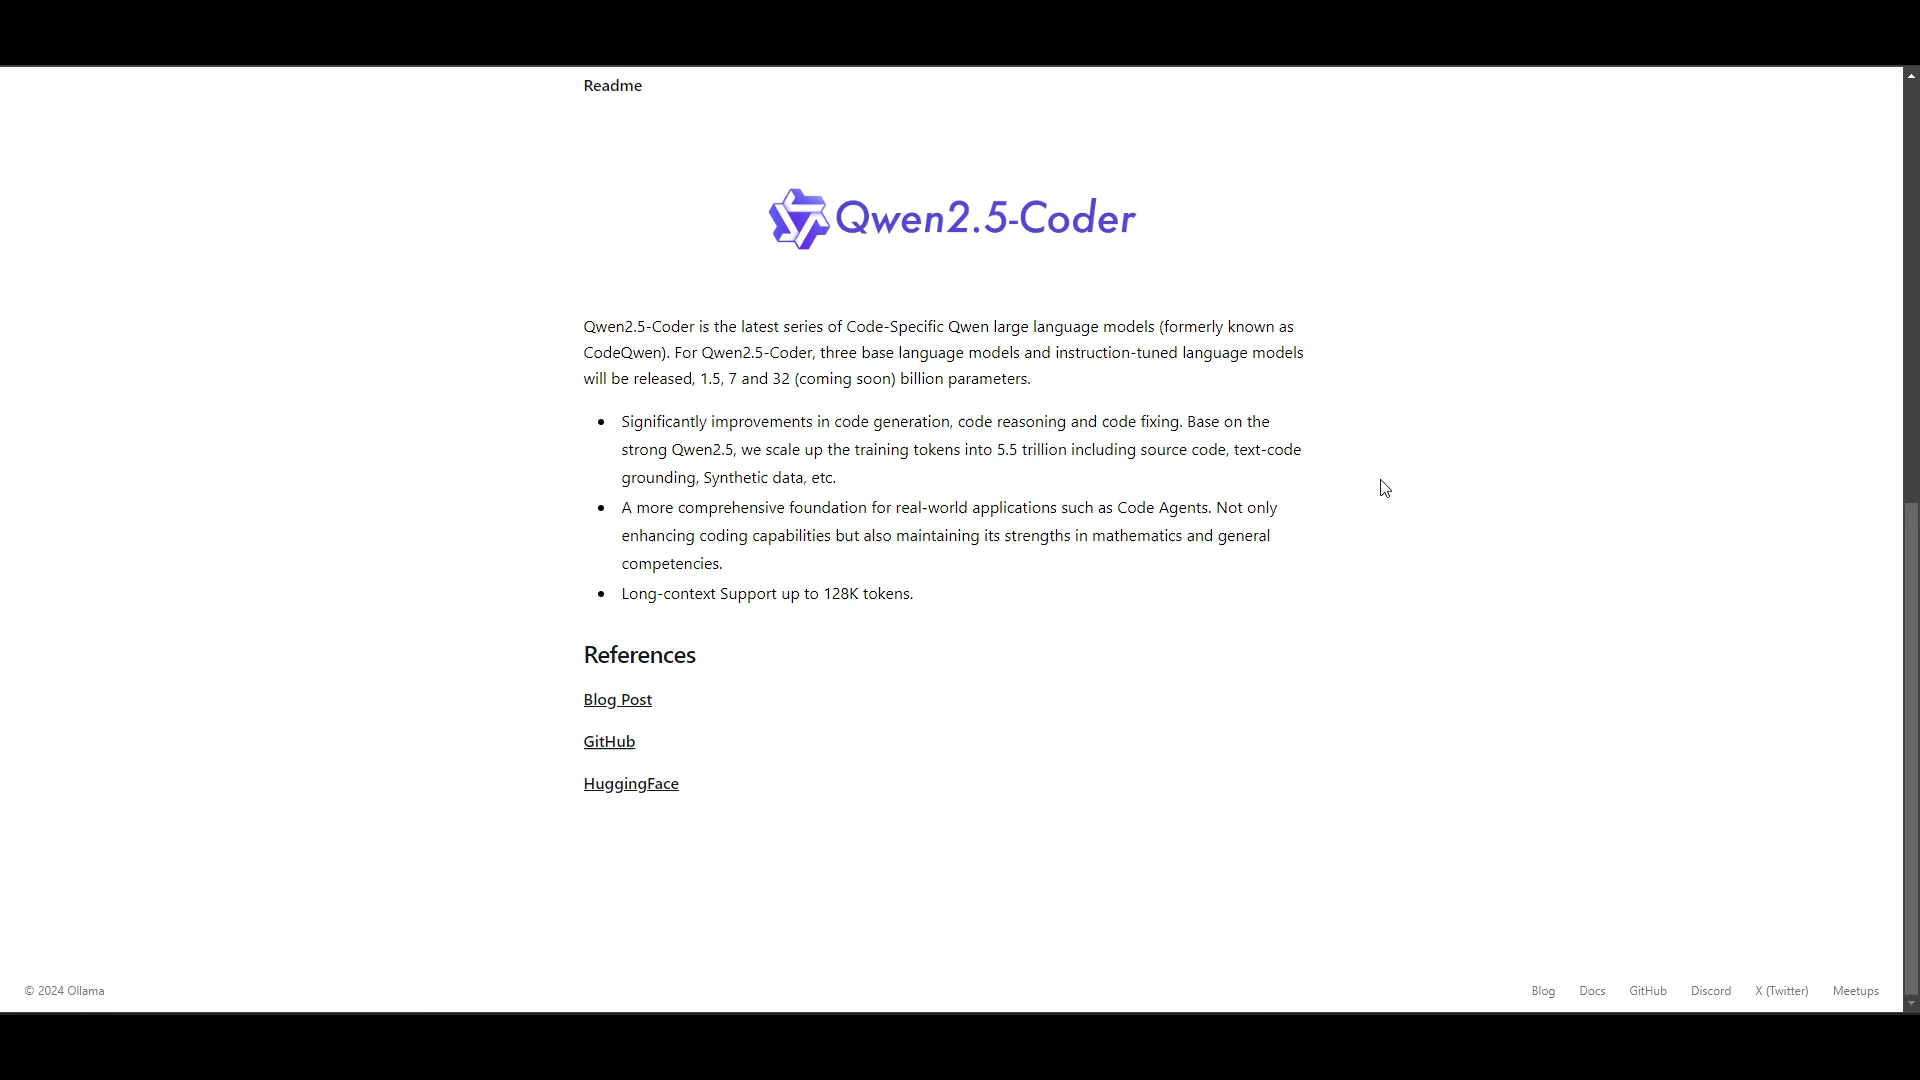 Readme
Qwen2.5-Coder
Qwen2.5-Coder is the latest series of Code-Specific Qwen large language models (formerly known as
CodeQwen). For Qwen2.5-Coder, three base language models and instruction-tuned language models
will be released, 1.5, 7 and 32 (coming soon) billion parameters.
• Significantly improvements in code generation, code reasoning and code fixing. Base on the
strong Qwen2.5, we scale up the training tokens into 5.5 trillion including source code, text-code
grounding, Synthetic data, etc.
• A more comprehensive foundation for real-world applications such as Code Agents. Not only
enhancing coding capabilities but also maintaining its strengths in mathematics and general
competencies.
• Long-context Support up to 128K tokens.
References
Blog Post
GitHub
HuggingFace
© 2024 Ollama
Blog Docs GitHub Discord X (Twitter) Meetups